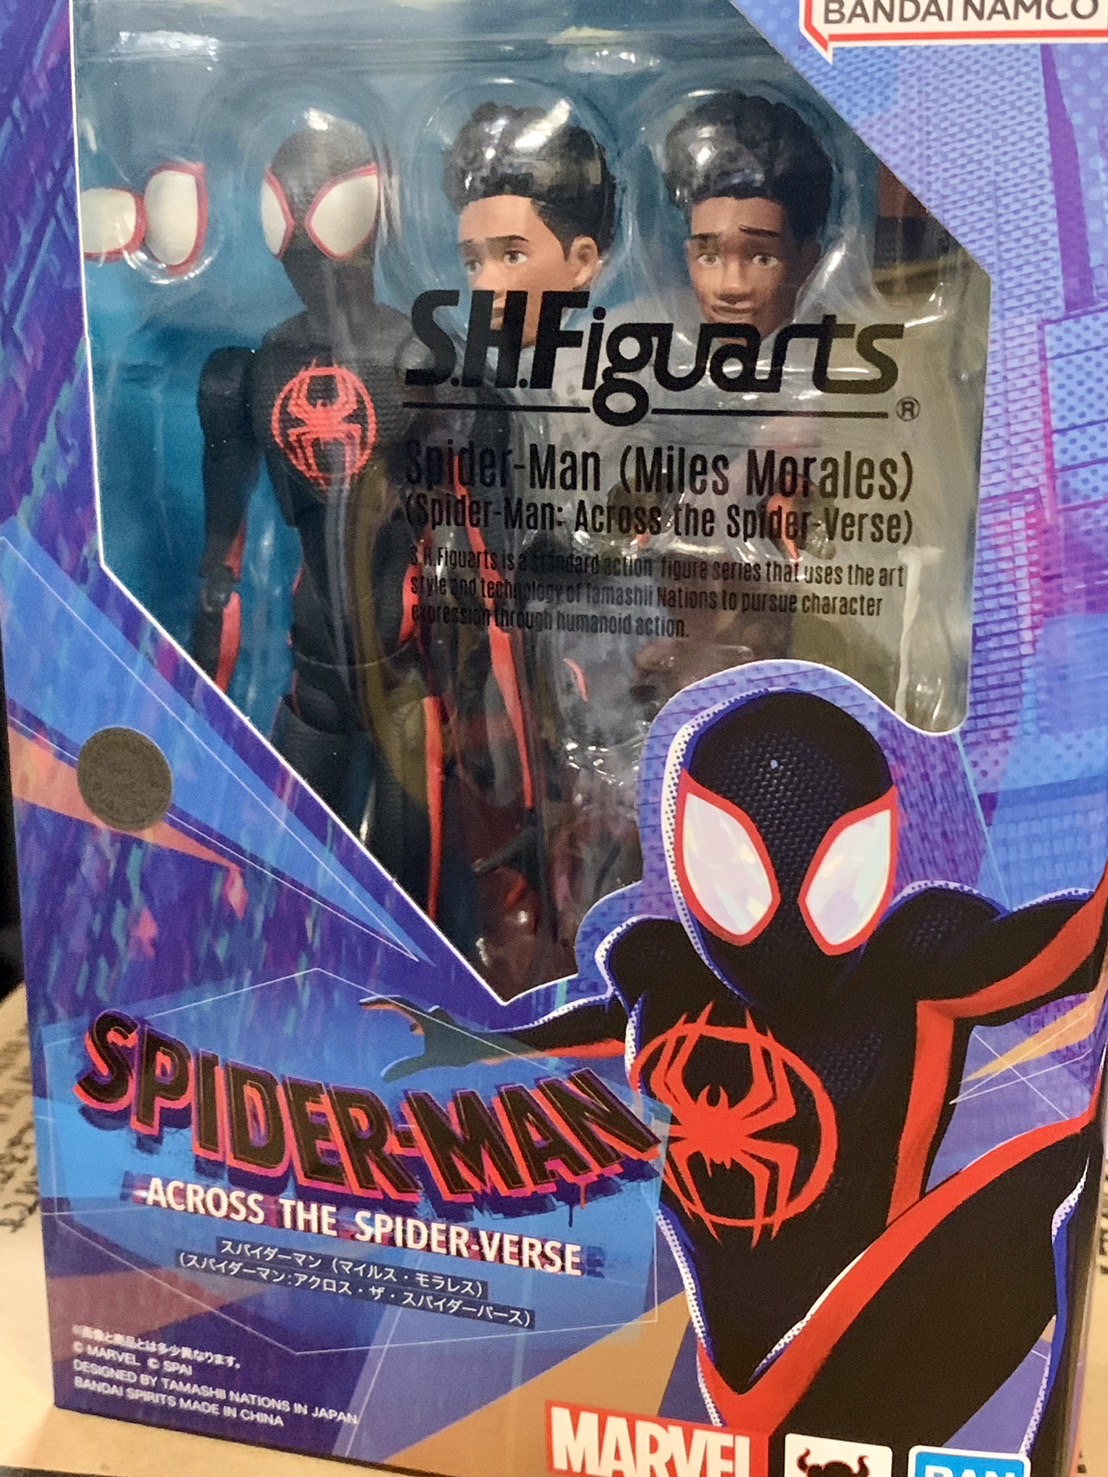 BANDAI NAMCO
S.H.Figuarts®
Spider-Man (Miles Morales)
(Spider-Man: Across the Spider-Verse)
S.H.Figuarts is a standard action figure series that uses the art
style and technology of Tamashii Nations to pursue character
expression through humanoid action.
SPIDER-MAN
ACROSS THE SPIDER-VERSE
スパイダーマン (マイルス・モラレス)
(スパイダーマン:アクロス・ザ・スパイダーバース)
※画像と商品とは多少異なります。
© MARVEL © SPAI
DESIGNED BY TAMASHII NATIONS IN JAPAN
BANDAI SPIRITS MADE IN CHINA
MARVEL
BAN